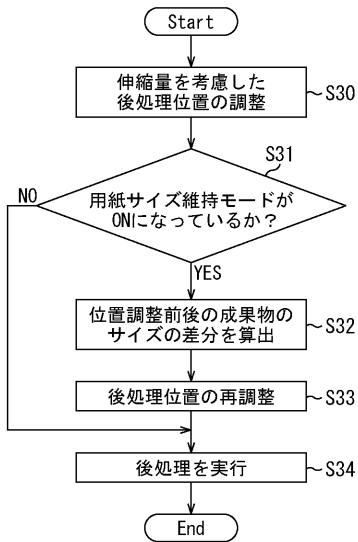 Start
伸縮量を考慮した
後処理位置の調整
S30
S31
用紙サイズ維持モードが
ONになっているか？
NO
YES
位置調整前後の成果物の
サイズの差分を算出
S32
後処理位置の再調整
S33
後処理を実行
S34
End